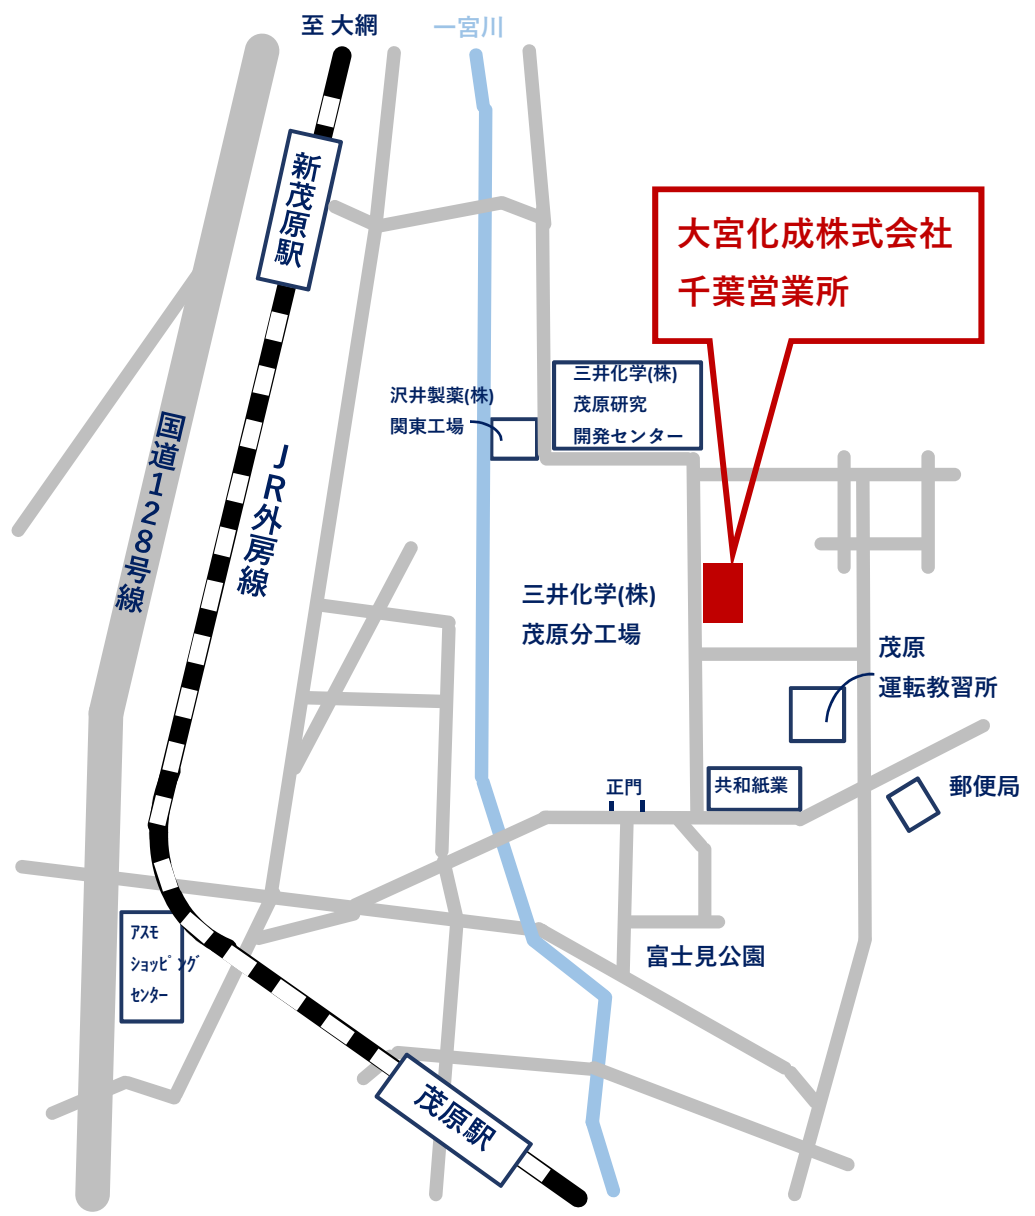 至 大網
一宮川
新茂原駅
大宮化成株式会社
千葉営業所
三井化学(株)
茂原研究
開発センター
沢井製薬(株)
関東工場
国道128号線
JR外房線
三井化学(株)
茂原分工場
茂原
運転教習所
正門
共和紙業
郵便局
富士見公園
ｱｽﾓ
ｼｮｯﾋﾟﾝｸﾞ
ｾﾝﾀｰ
茂原駅